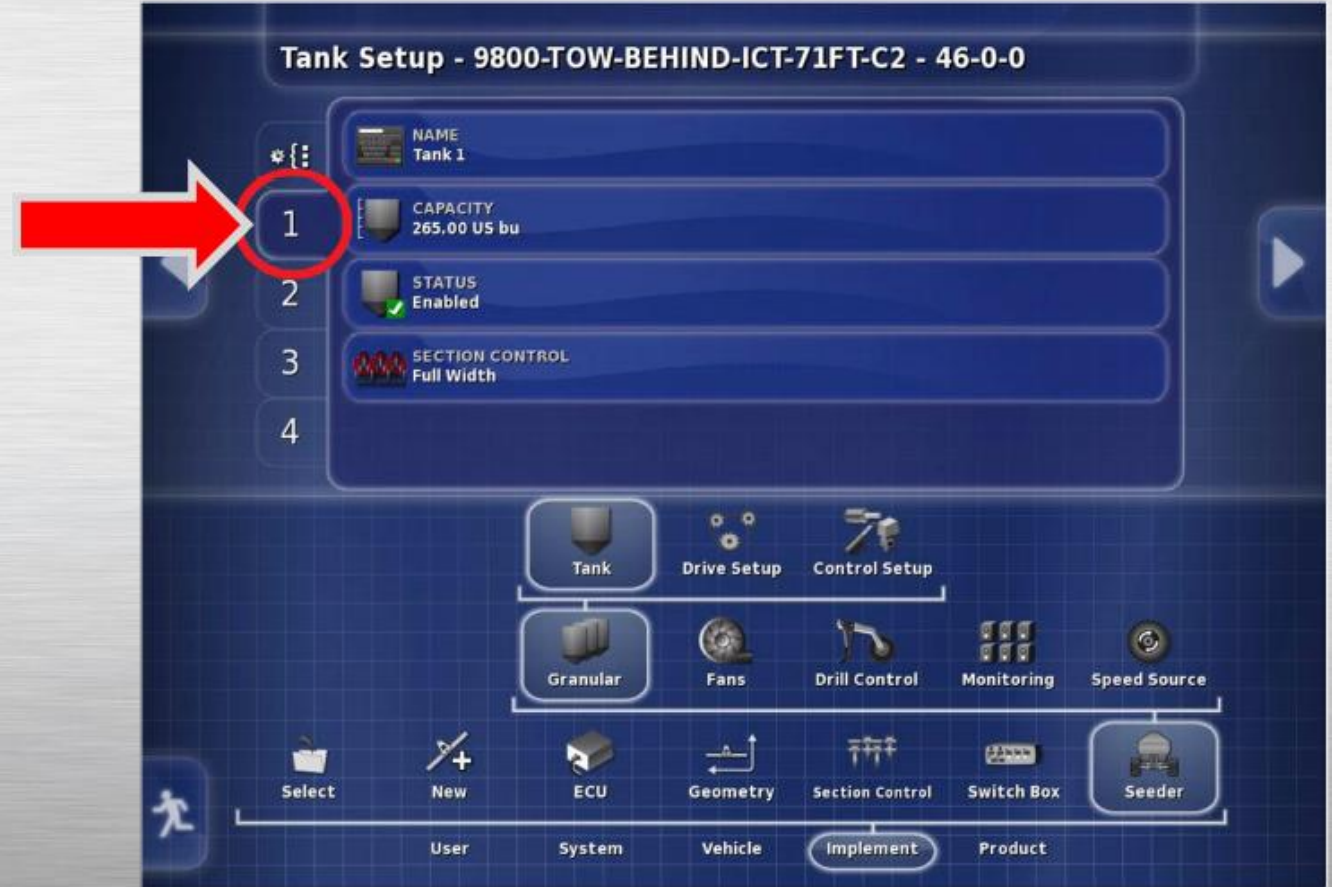 Tank Setup - 9800-TOW-BEHIND-ICT-71FT-C2 - 46-0-0
NAME
Tank 1
1
CAPACITY
265.00 US bu
2
STATUS
Enabled
3
SECTION CONTROL
Full Width
4
Tank
Drive Setup
Control Setup
Granular
Fans
Drill Control
Monitoring
Speed Source
Select
New
ECU
Geometry
Section Control
Switch Box
Seeder
User
System
Vehicle
Implement
Product